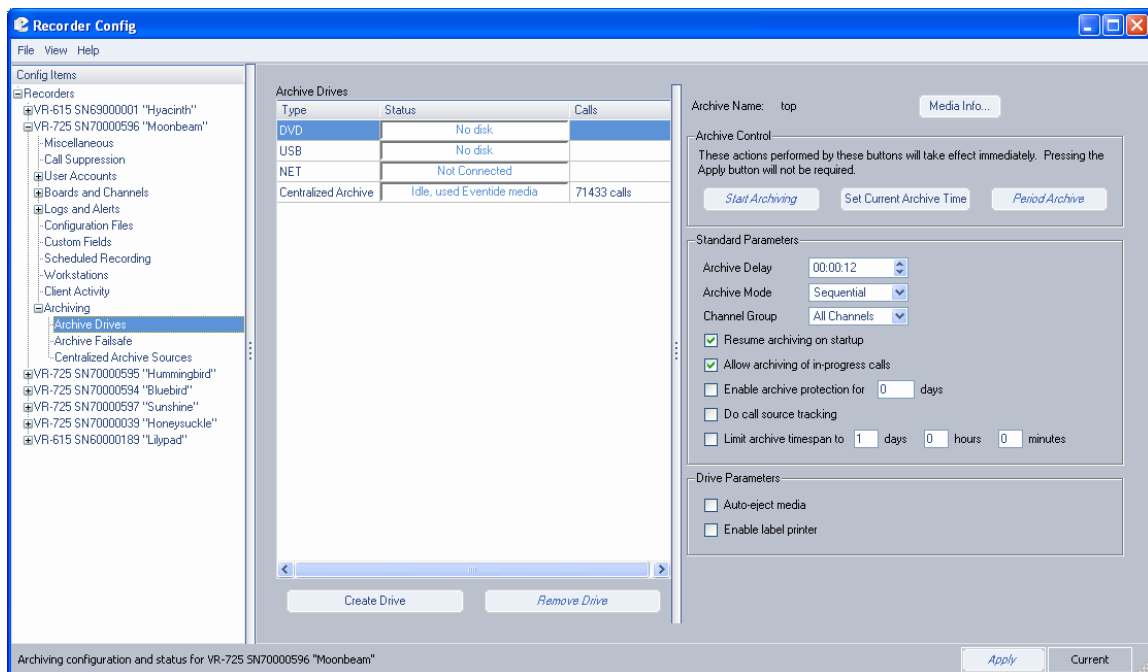 Recorder Config
File View Help
Config Items
Recorders
VR-615 SN69000001 "Hyacinth"
VR-725 SN70000596 "Moonbeam"
Miscellaneous
Call Suppression
User Accounts
Boards and Channels
Logs and Alerts
Configuration Files
Custom Fields
Scheduled Recording
Workstations
Client Activity
Archiving
Archive Drives
Archive Failsafe
Centralized Archive Sources
VR-725 SN70000595 "Hummingbird"
VR-725 SN70000594 "Bluebird"
VR-725 SN70000597 "Sunshine"
VR-725 SN70000039 "Honeysuckle"
VR-615 SN60000189 "Lilypad"
Archive Drives
Type Status Calls
DVD No disk
USB No disk
NET Not Connected
Centralized Archive Idle, used Eventide media 71433 calls
Create Drive Remove Drive
Archive Name: top Media Info...
Archive Control
These actions performed by these buttons will take effect immediately. Pressing the
Apply button will not be required.
Start Archiving Set Current Archive Time Period Archive
Standard Parameters
Archive Delay 00:00:12
Archive Mode Sequential
Channel Group All Channels
Resume archiving on startup
Allow archiving of in-progress calls
Enable archive protection for 0 days
Do call source tracking
Limit archive timespan to 1 days 0 hours 0 minutes
Drive Parameters
Auto-eject media
Enable label printer
Archiving configuration and status for VR-725 SN70000596 "Moonbeam" Apply Current